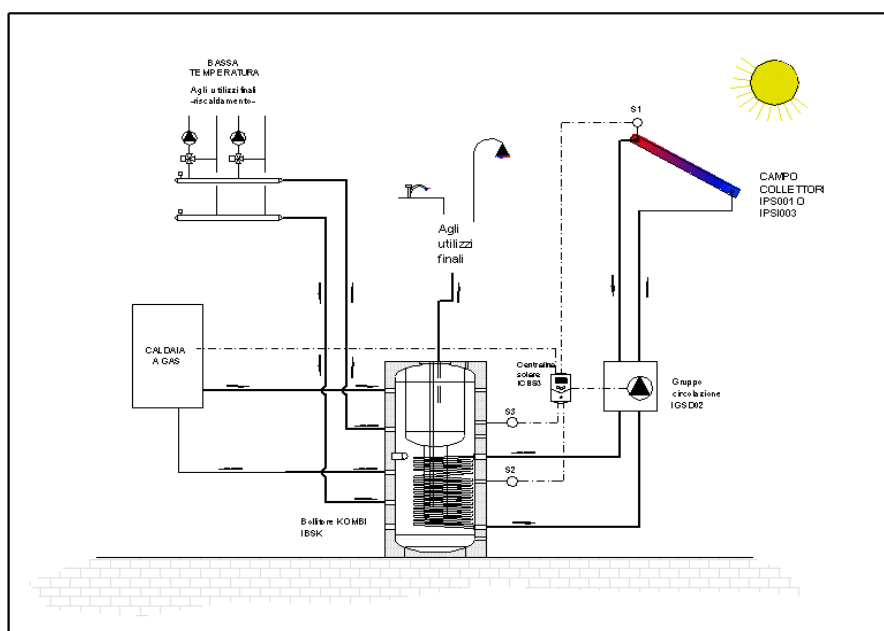 BASSA
TEMPERATURA
Agli utilizzi finali
-riscaldamento-
S1
CAMPO
COLLETTORI
IPS001 O
IPSI003
Agli
utilizzi
finali
CALDAIA
A GAS
Centralina
solare
ICBS3
Gruppo
circolazione
IGSD02
S3
S2
Bollitore KOMBI
IBSK